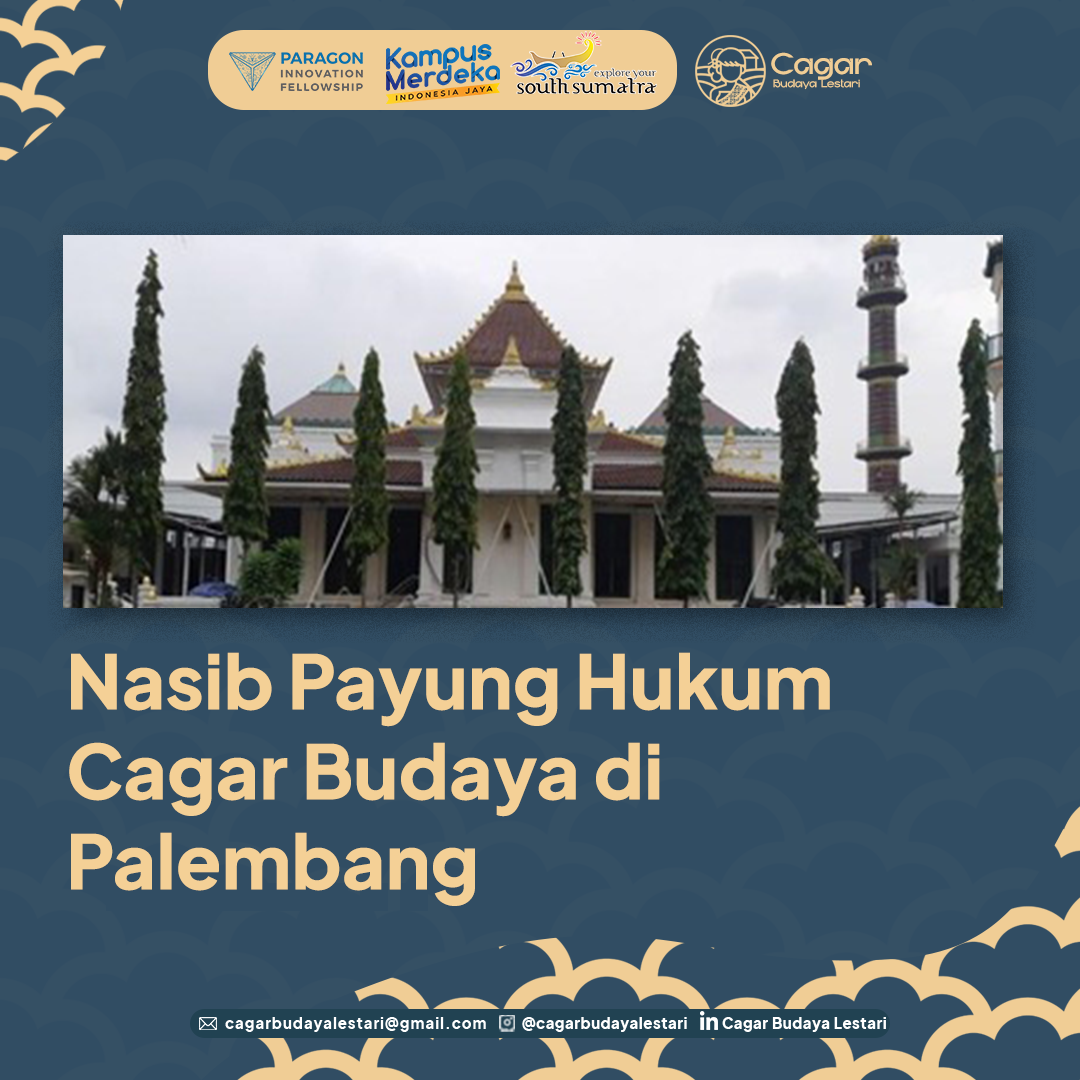 PARAGON
INNOVATION
FELLOWSHIP
Kampus
Merdeka
INDONESIA JAYA
explore your
south sumatra
Cagar
Budaya Lestari
Nasib Payung Hukum
Cagar Budaya di
Palembang
cagarbudayalestari@gmail.com @cagarbudayalestari in Cagar Budaya Lestari